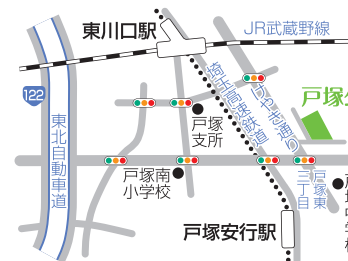 東川口駅
JR武蔵野線
122
埼玉高速鉄道
けやき通り
戸塚
戸塚
支所
東北自動車道
戸塚南
小学校
戸塚東
三丁目
戸塚安行駅